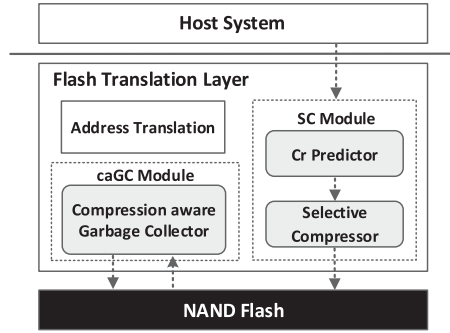 Host System
Flash Translation Layer
Address Translation
SC Module
Cr Predictor
caGC Module
Compression aware
Garbage Collector
Selective
Compressor
NAND Flash